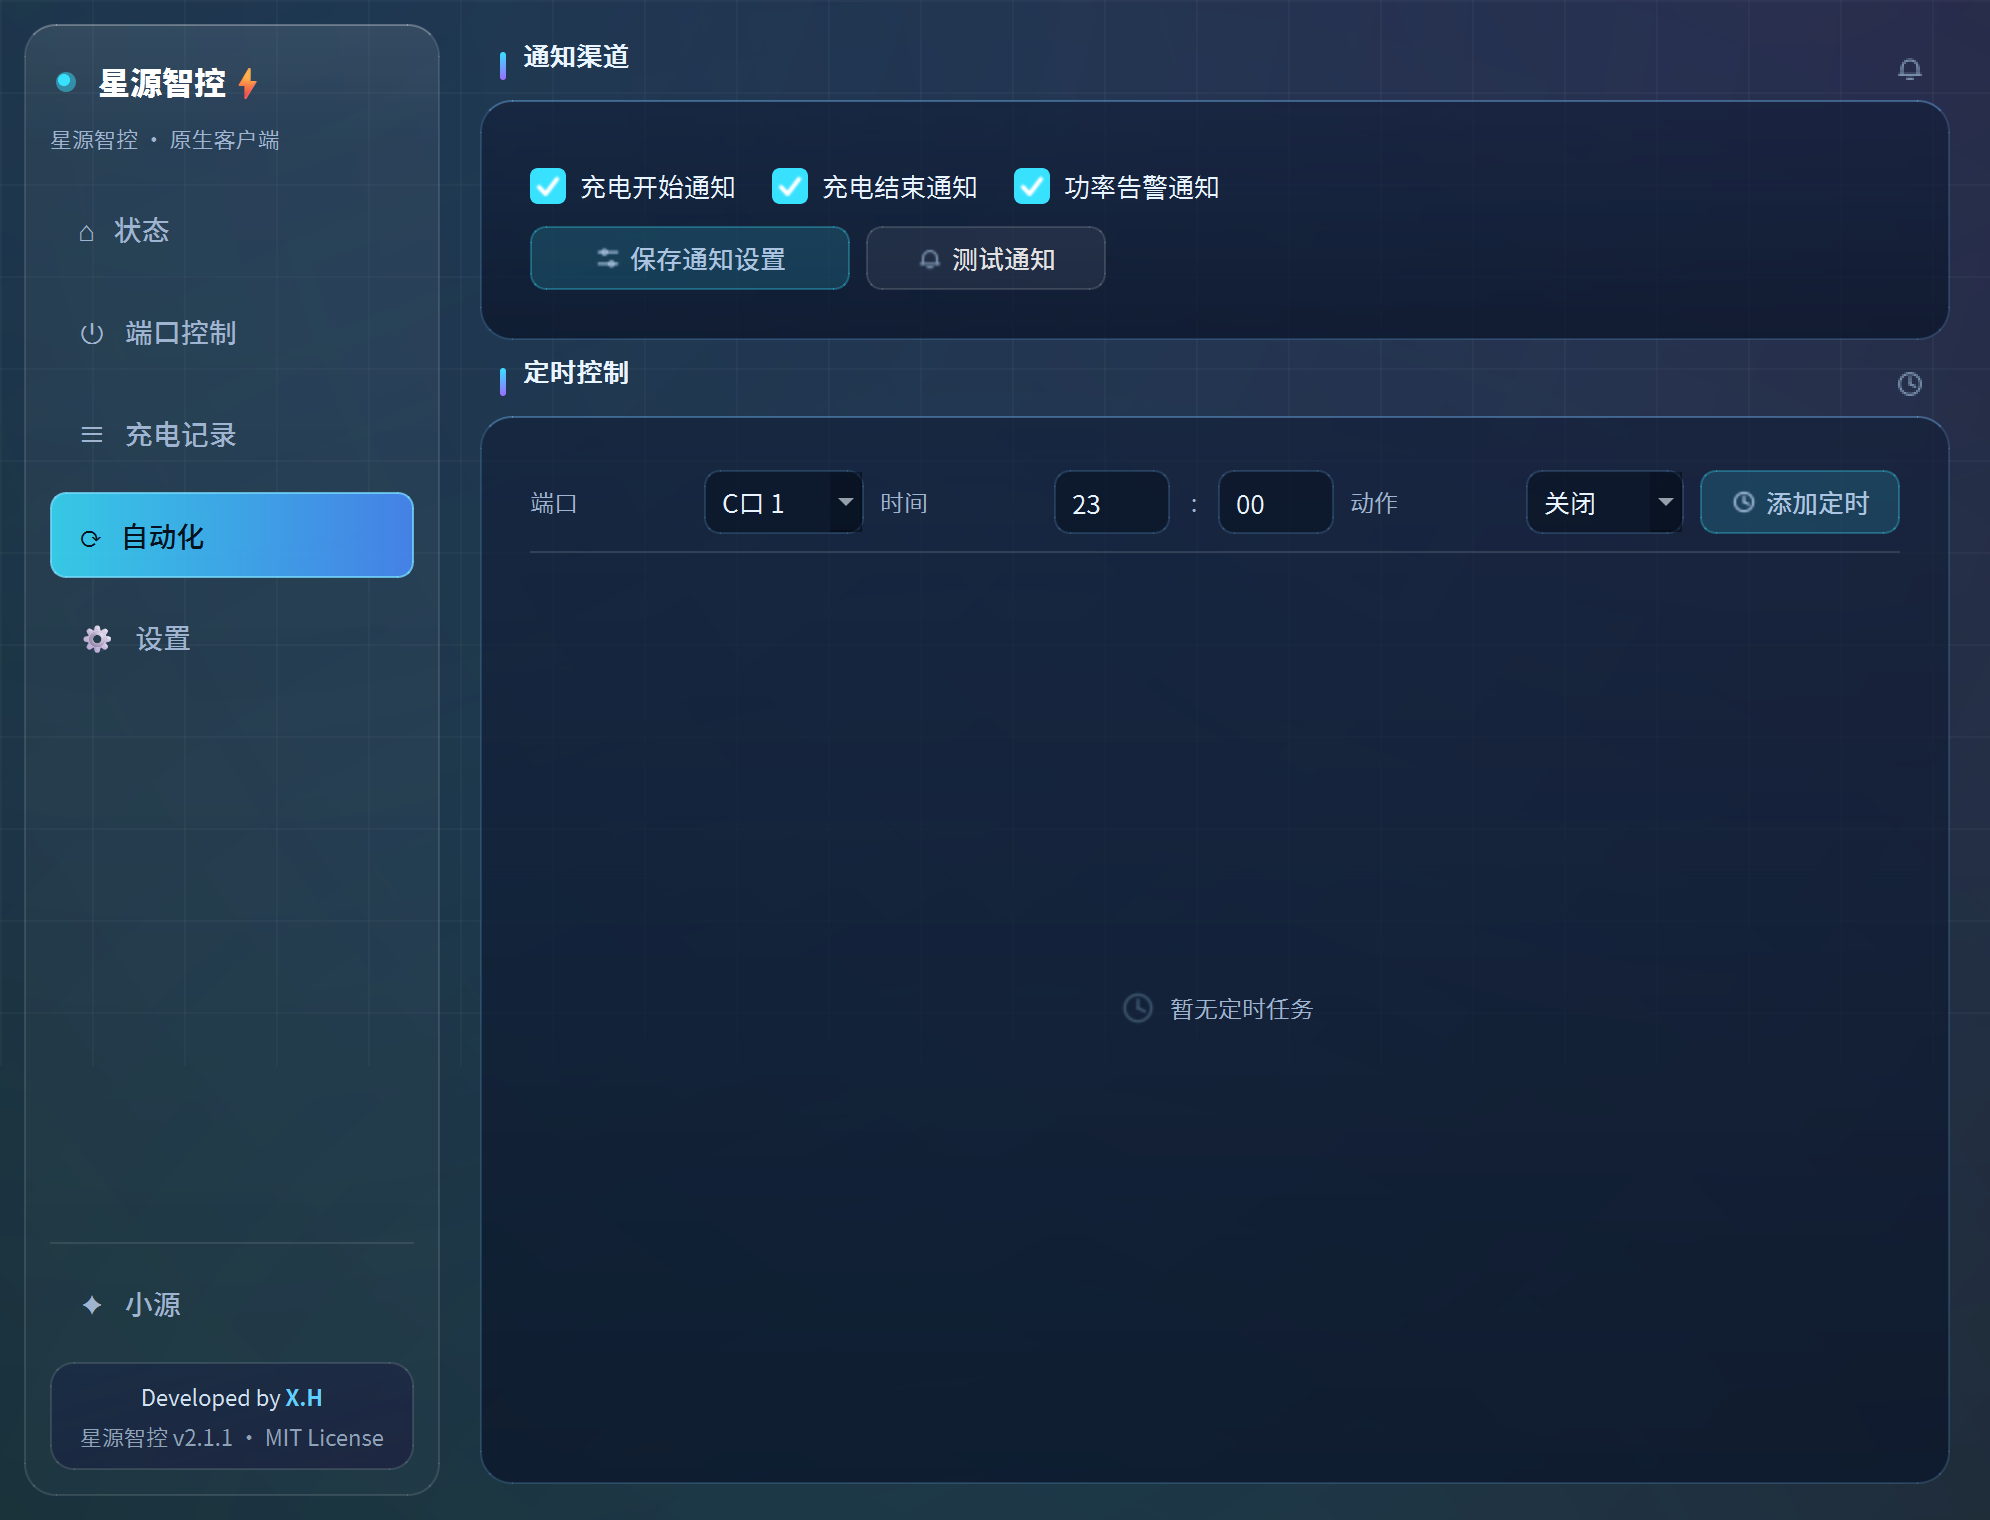 星源智控⚡
星源智控 • 原生客户端
状态
端口控制
充电记录
自动化
设置
小源
Developed by X.H
星源智控 v2.1.1 • MIT License
通知渠道
充电开始通知 充电结束通知 功率告警通知
保存通知设置 测试通知
定时控制
端口 C口 1 时间 23 : 00 动作 关闭 添加定时
暂无定时任务